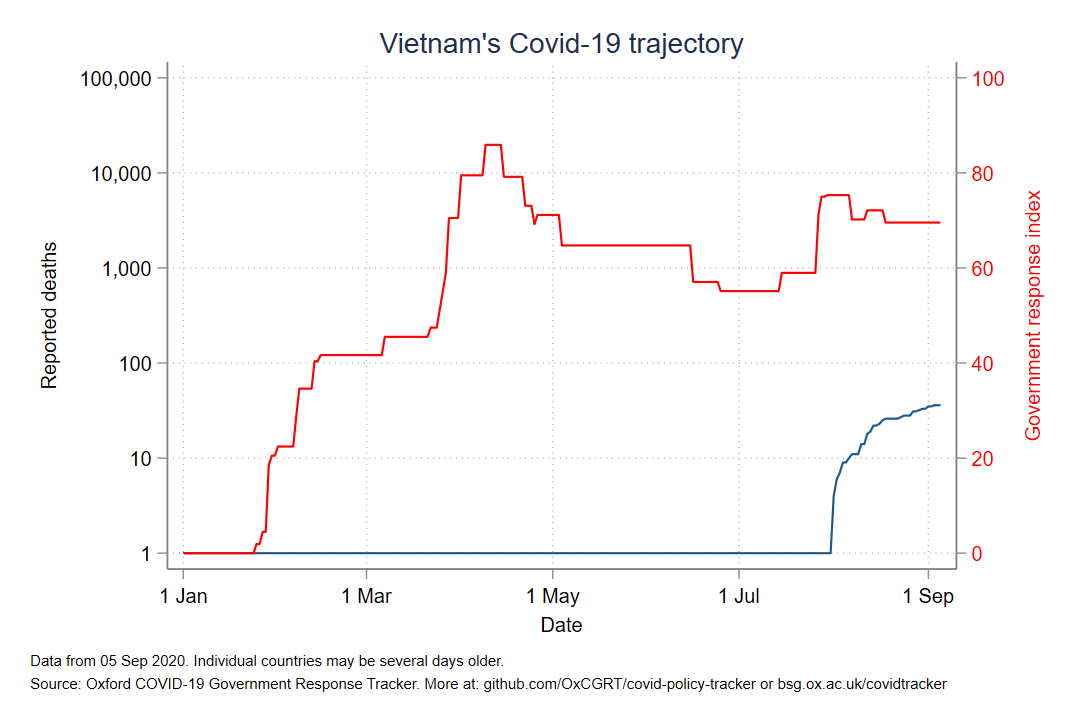 Vietnam's Covid-19 trajectory
100,000
10,000
1,000
100
10
1
Reported deaths
100
80
60
40
20
0
Government response index
1 Jan
1 Mar
1 May
1 Jul
1 Sep
Date
Data from 05 Sep 2020. Individual countries may be several days older.
Source: Oxford COVID-19 Government Response Tracker. More at: github.com/OxCGRT/covid-policy-tracker or bsg.ox.ac.uk/covidtracker